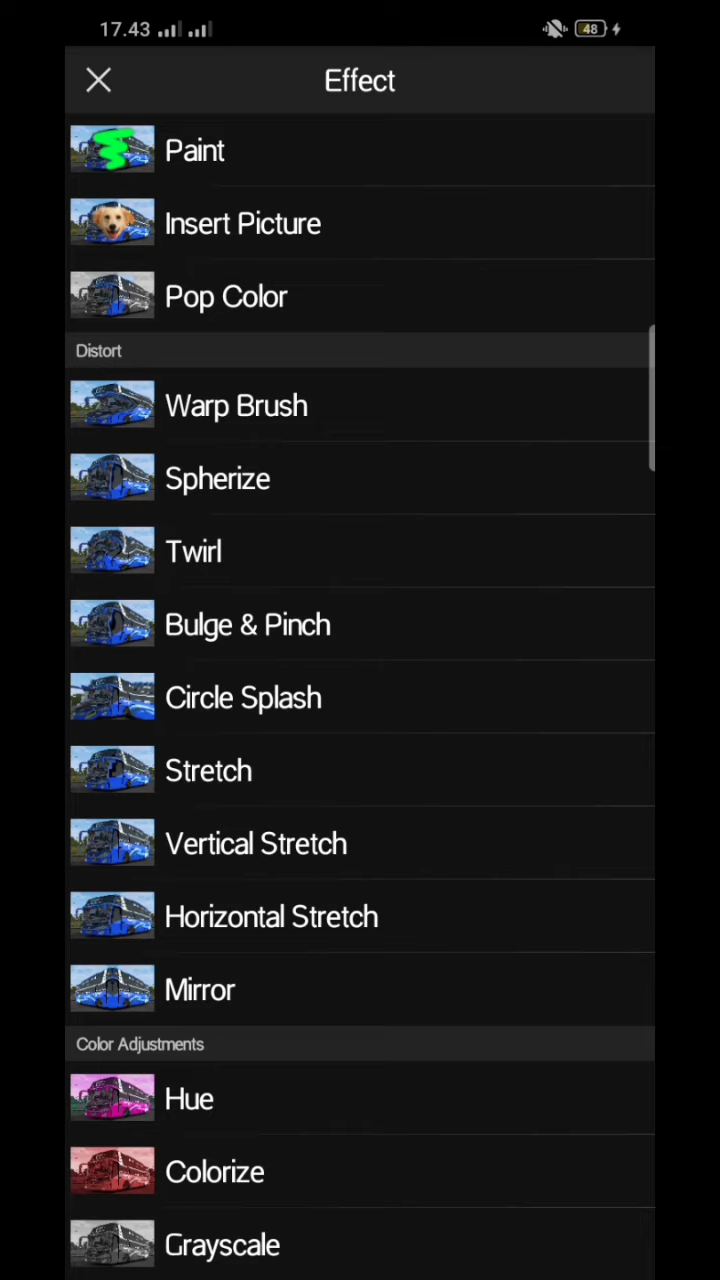 17.43
48
Effect
Paint
Insert Picture
Pop Color
Distort
Warp Brush
Spherize
Twirl
Bulge & Pinch
Circle Splash
Stretch
Vertical Stretch
Horizontal Stretch
Mirror
Color Adjustments
Hue
Colorize
Grayscale